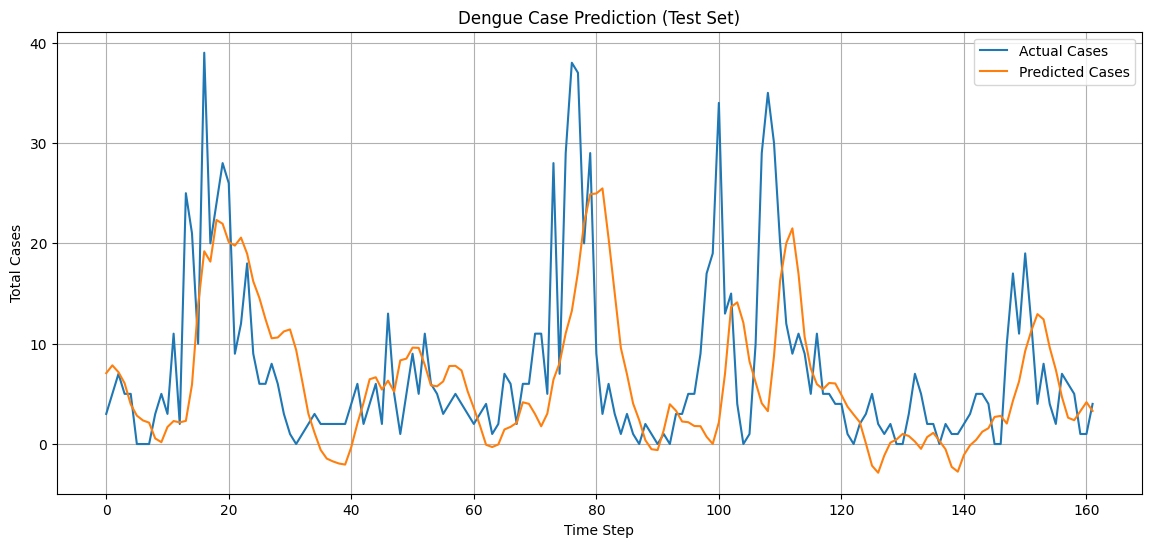 Dengue Case Prediction (Test Set)
Actual Cases
Predicted Cases
Total Cases
40
30
20
10
0
0 20 40 60 80 100 120 140 160
Time Step